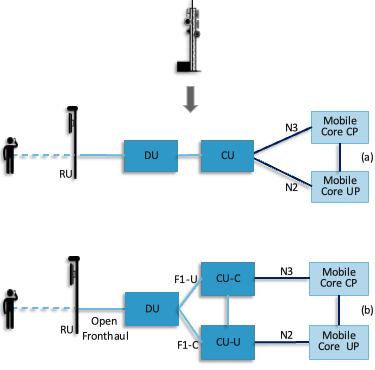 N3
Mobile
Core CP
DU
CU
(a)
RU
N2
Mobile
Core UP
F1-U
CU-C
N3
Mobile
Core CP
DU
(b)
RU
Open
Fronthaul
F1-C
CU-U
N2
Mobile
Core UP